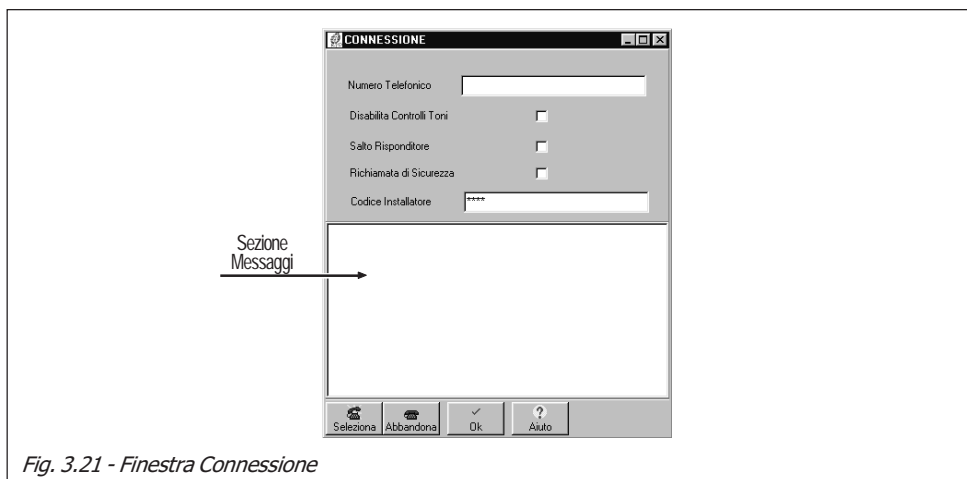 CONNESSIONE
Numero Telefonico
Disabilita Controlli Toni
Salto Risponditore
Richiamata di Sicurezza
Codice Installatore ****
Sezione
Messaggi
Seleziona Abbandona Ok ? Aiuto
Fig. 3.21 - Finestra Connessione